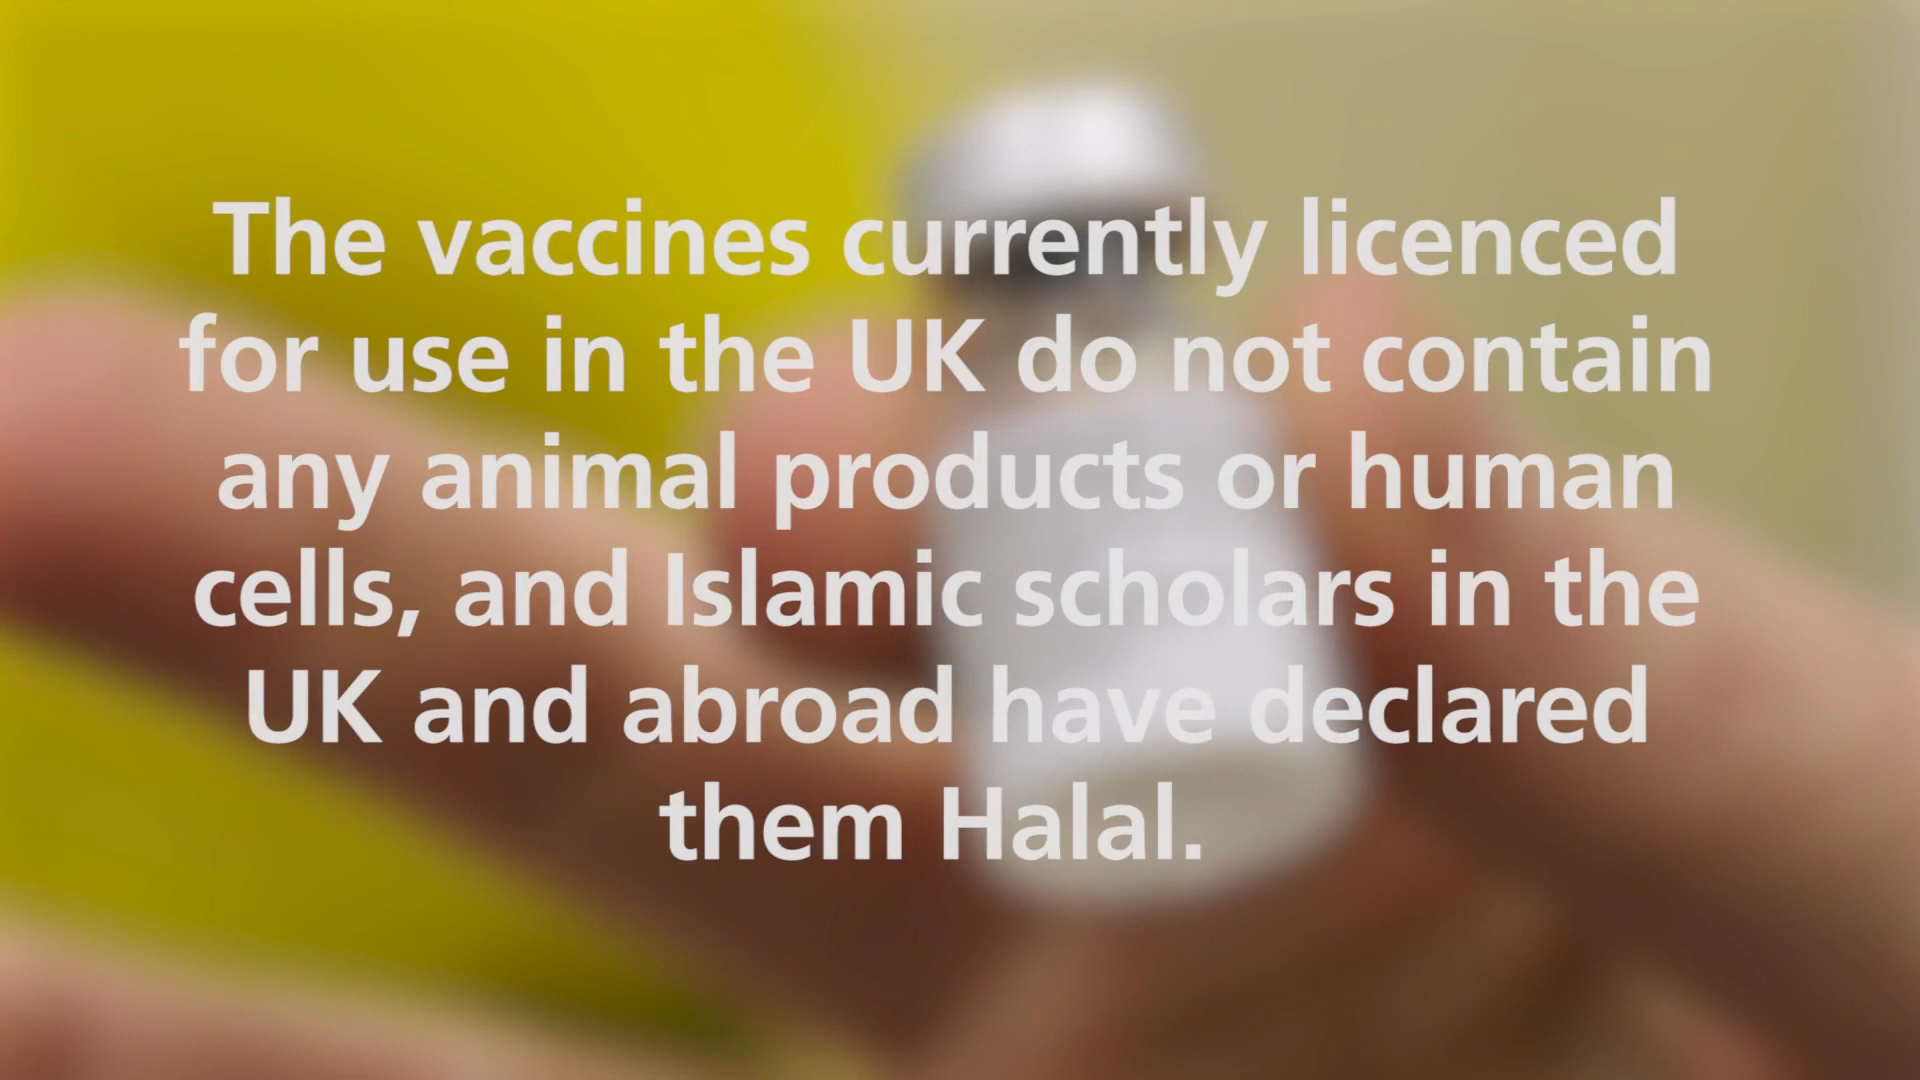 The vaccines currently licenced
for use in the UK do not contain
any animal products or human
cells, and Islamic scholars in the
UK and abroad have declared
them Halal.